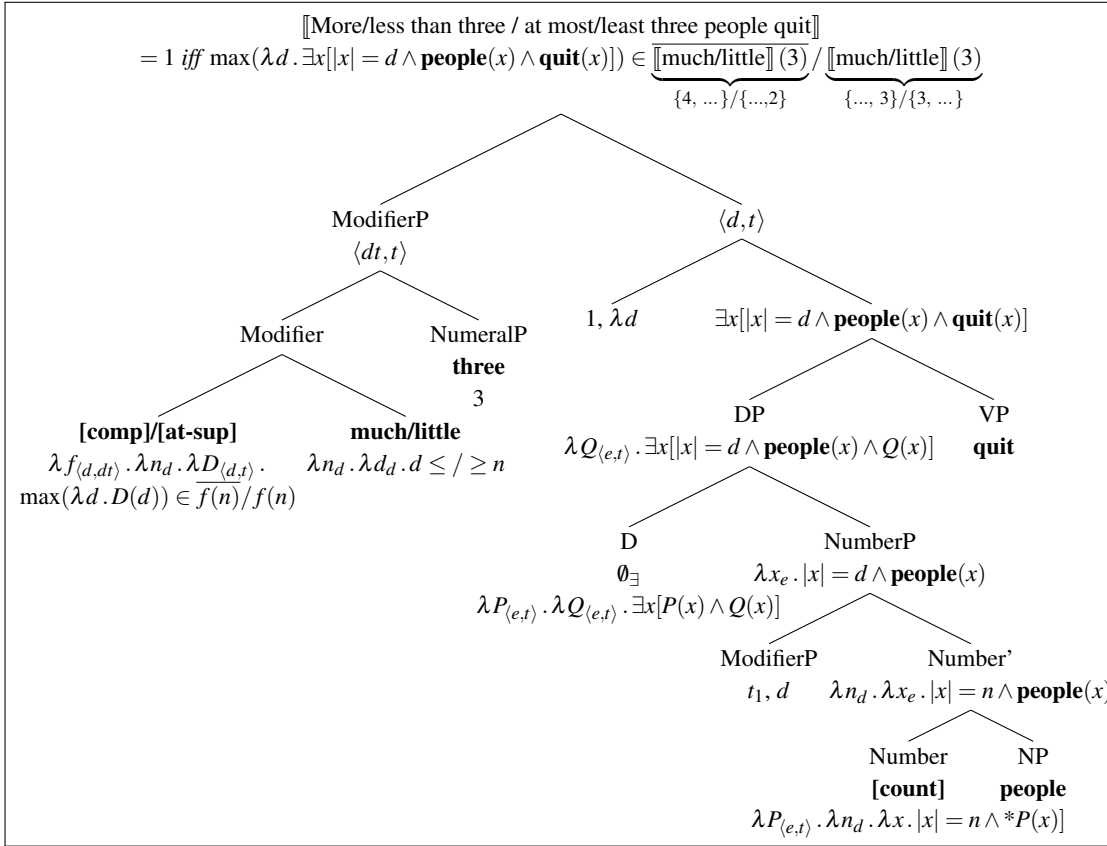 ⟦More/less than three / at most/least three people quit⟧
= 1 iff max(λd . ∃x[|x| = d ∧ people(x) ∧ quit(x)]) ∈ \overline{⟦much/little⟧ (3)} / ⟦much/little⟧ (3)
{4, ...}/{...,2} {..., 3}/{3, ...}
ModifierP ⟨d,t⟩
⟨dt,t⟩
Modifier NumeralP 1, λd ∃x[|x| = d ∧ people(x) ∧ quit(x)]
three
3
DP VP
[comp]/[at-sup] much/little λQ⟨e,t⟩ . ∃x[|x| = d ∧ people(x) ∧ Q(x)] quit
λf⟨d,dt⟩ . λn_d . λD⟨d,t⟩ . λn_d . λd_d . d ≤ / ≥ n
max(λd . D(d)) ∈ \overline{f(n)}/f(n)
D NumberP
∅∃ λx_e . |x| = d ∧ people(x)
λP⟨e,t⟩ . λQ⟨e,t⟩ . ∃x[P(x) ∧ Q(x)]
ModifierP Number’
t₁, d λn_d . λx_e . |x| = n ∧ people(x)
Number NP
[count] people
λP⟨e,t⟩ . λn_d . λx . |x| = n ∧ *P(x)]